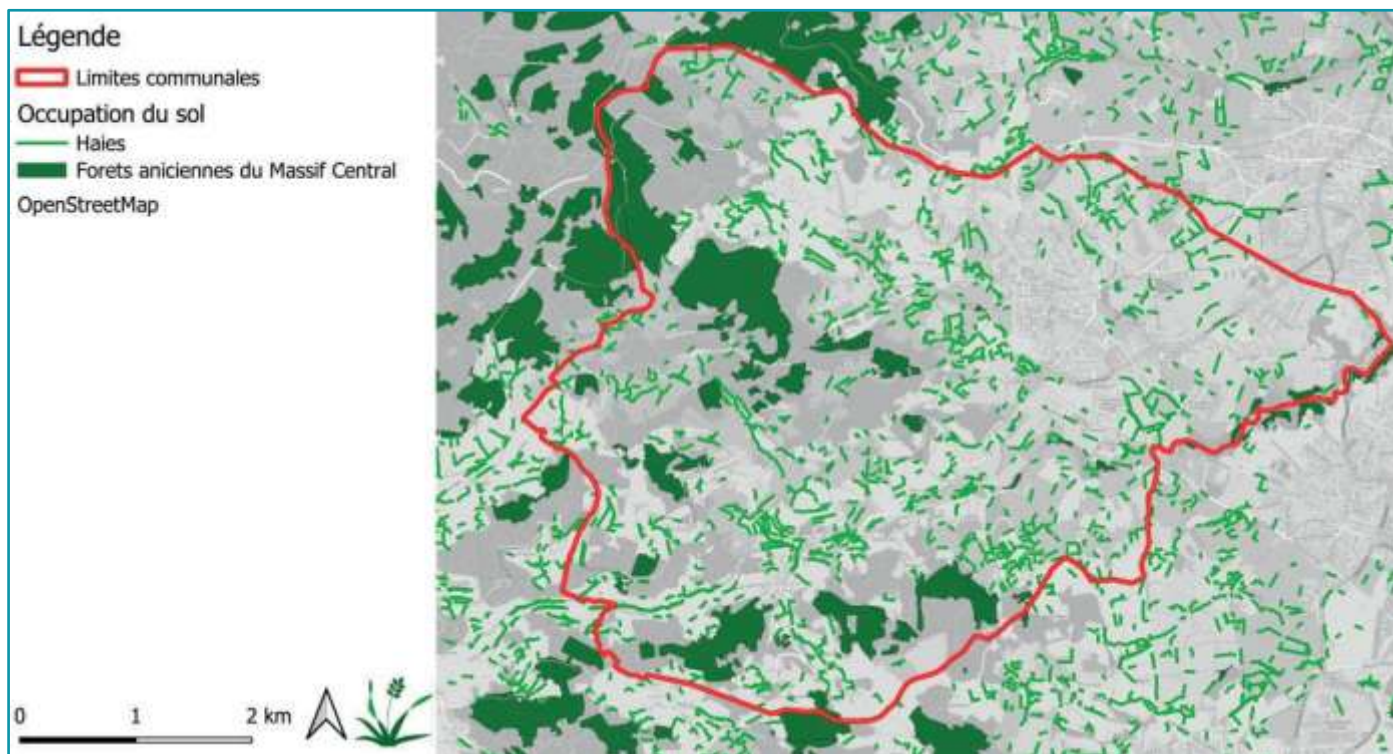 Légende
Limites communales
Occupation du sol
Haies
Forets aniciennes du Massif Central
OpenStreetMap
0 1 2 km